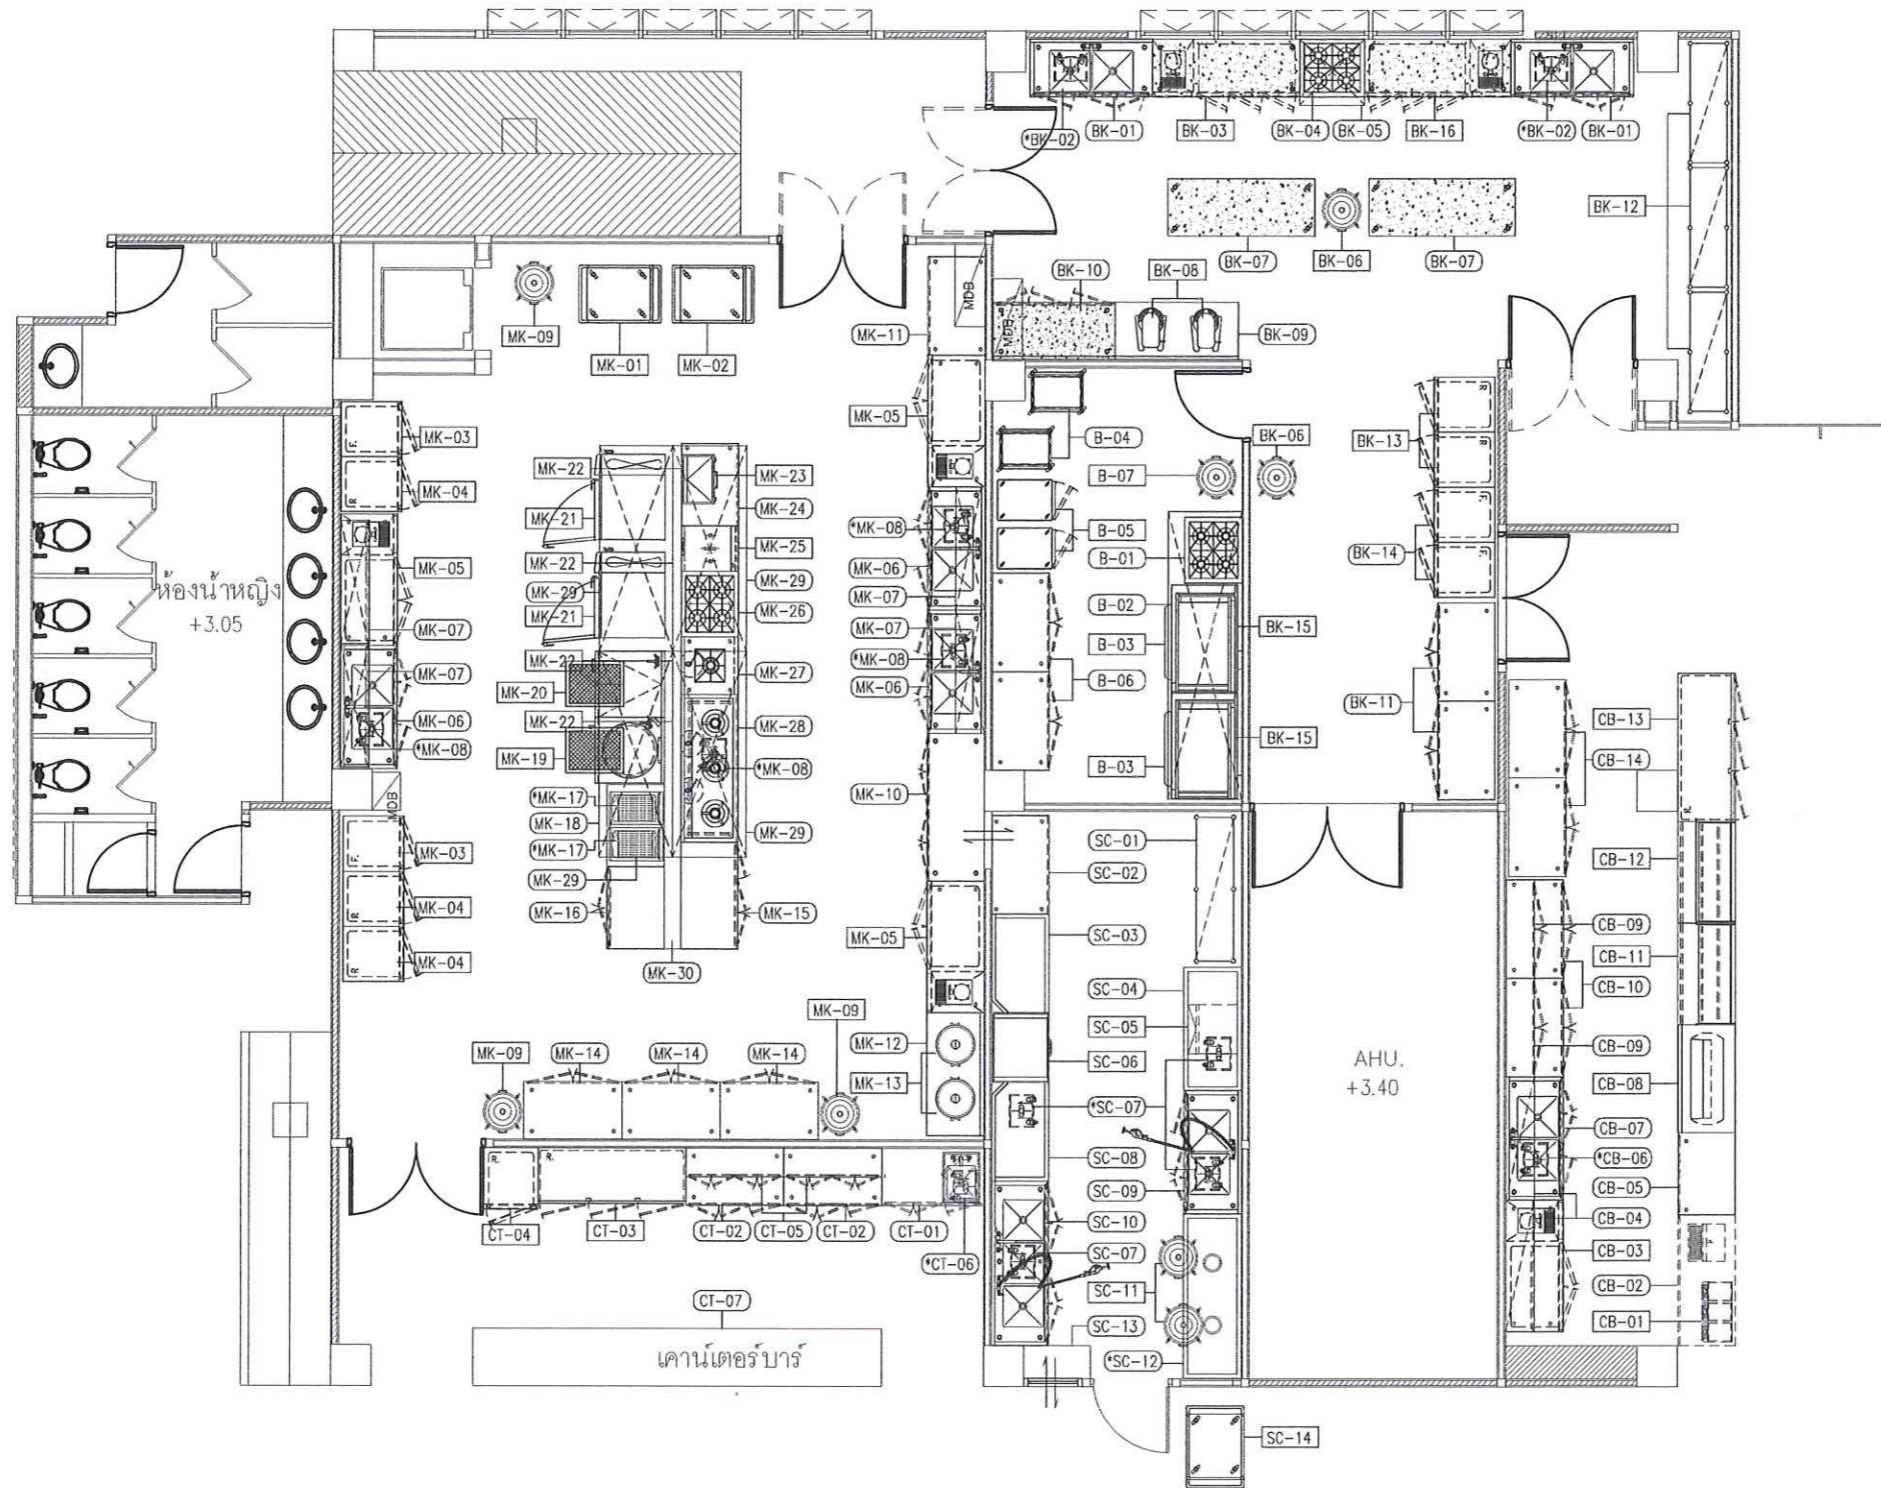 *BK-02
BK-01
BK-03
BK-04
BK-05
BK-16
*BK-02
BK-01
BK-12
BK-07
BK-06
BK-07
BK-10
BK-08
MDB
MDB
BK-09
MK-09
MK-01
MK-02
MK-11
MK-05
B-04
BK-06
BK-13
R
F.
MK-03
R
MK-04
MK-22
MK-23
MK-24
B-07
MK-21
*MK-08
B-05
BK-14
F.
MK-25
MK-22
MK-05
MK-06
B-01
MK-29
MK-29
MK-21
MK-26
MK-07
B-02
ห้องน้ำหญิง
+3.05
MK-07
MK-07
*MK-08
B-03
BK-15
MK-22
MK-27
MK-07
MK-20
MK-06
B-06
BK-11
MK-06
MK-22
MK-28
CB-13
*MK-08
MK-19
*MK-08
B-03
BK-15
CB-14
MDB
*MK-17
MK-10
R.
MK-18
MK-29
*MK-17
SC-01
F.
MK-03
CB-12
MK-29
SC-02
R
MK-04
MK-16
MK-15
CB-09
MK-05
SC-03
CB-11
R
MK-04
MK-30
CB-10
SC-04
MK-09
SC-05
MK-09
MK-14
MK-14
MK-14
MK-12
CB-09
SC-06
AHU.
+3.40
MK-13
CB-08
*SC-07
CB-07
R.
R.
SC-08
*CB-06
SC-09
CB-05
CT-04
CT-03
CT-02
CT-05
CT-02
CT-01
SC-10
CB-04
*CT-06
SC-07
CB-03
CB-02
CT-07
SC-11
CB-01
SC-13
เคาน์เตอร์บาร์
*SC-12
SC-14